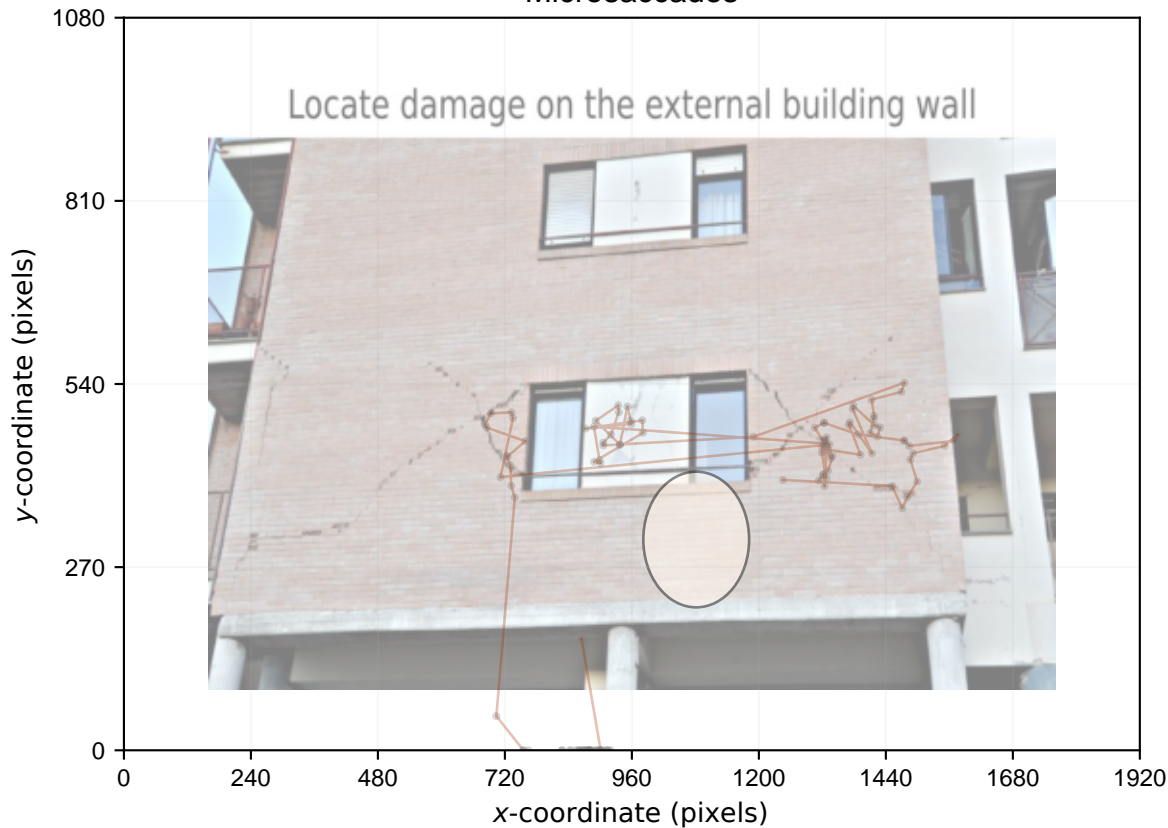 Microsaccades
1080
Locate damage on the external building wall
810
540
270
0
0 240 480 720 960 1200 1440 1680 1920
y-coordinate (pixels)
x-coordinate (pixels)